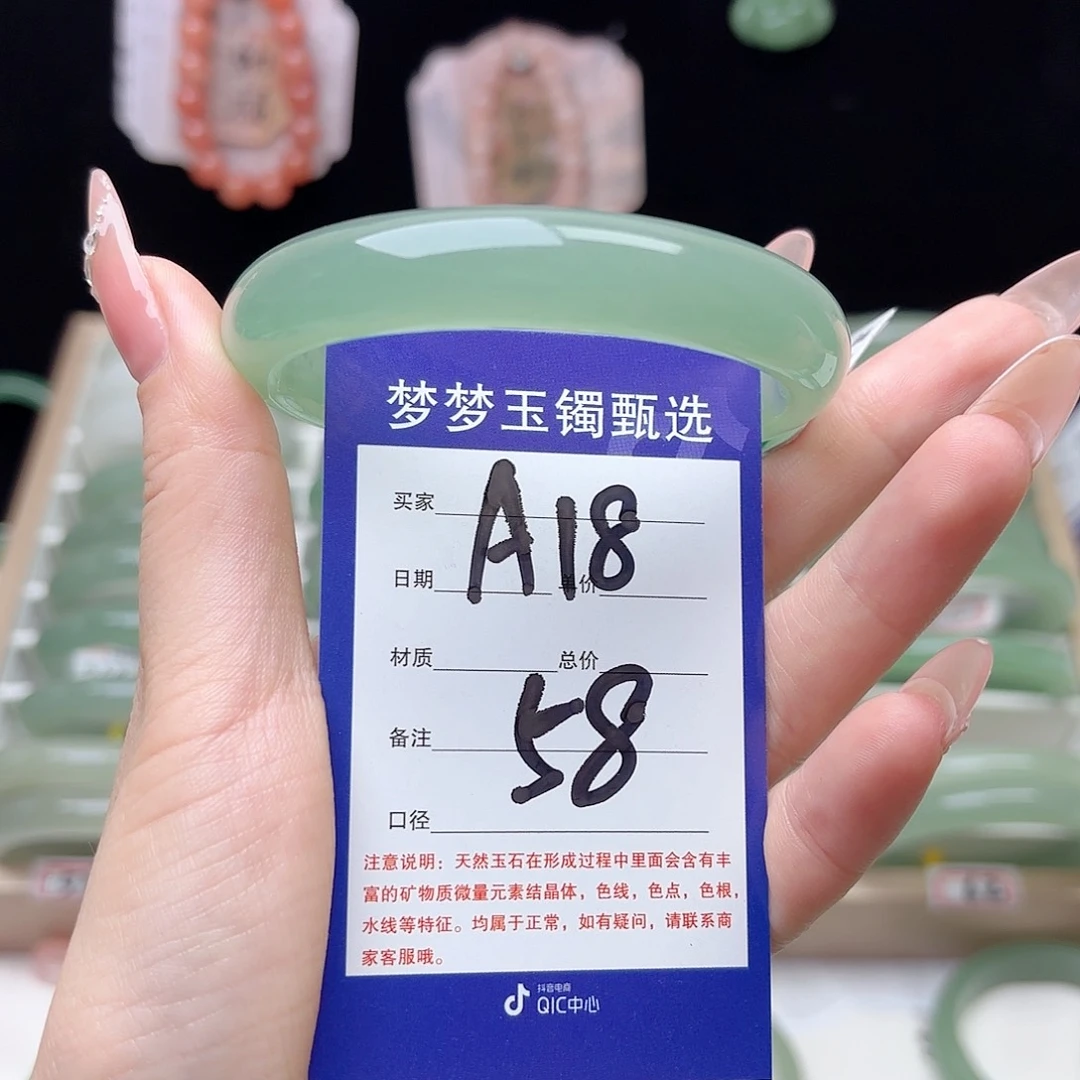 梦梦玉镯甄选
买家 A18
日期 单价
材质 总价
备注 58
口径
注意说明：天然玉石在形成过程中里面会含有丰
富的矿物质微量元素结晶体，色线，色点，色根，
水线等特征。均属于正常，如有疑问，请联系商
家客服哦。
抖音电商
QIC中心